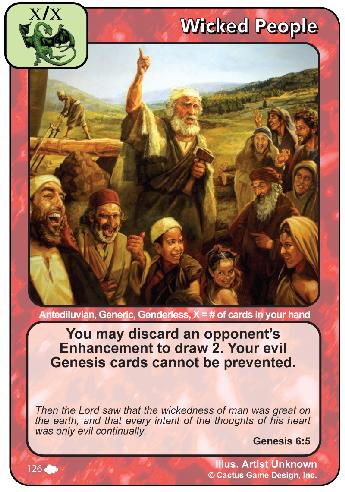 X/X
Wicked People
Antediluvian, Generic, Genderless, X = # of cards in your hand
You may discard an opponent's
Enhancement to draw 2. Your evil
Genesis cards cannot be prevented.
Then the Lord saw that the wickedness of man was great on
the earth, and that every intent of the thoughts of his heart
was only evil continually.
Genesis 6:5
126
Illus. Artist Unknown
© Cactus Game Design, Inc.